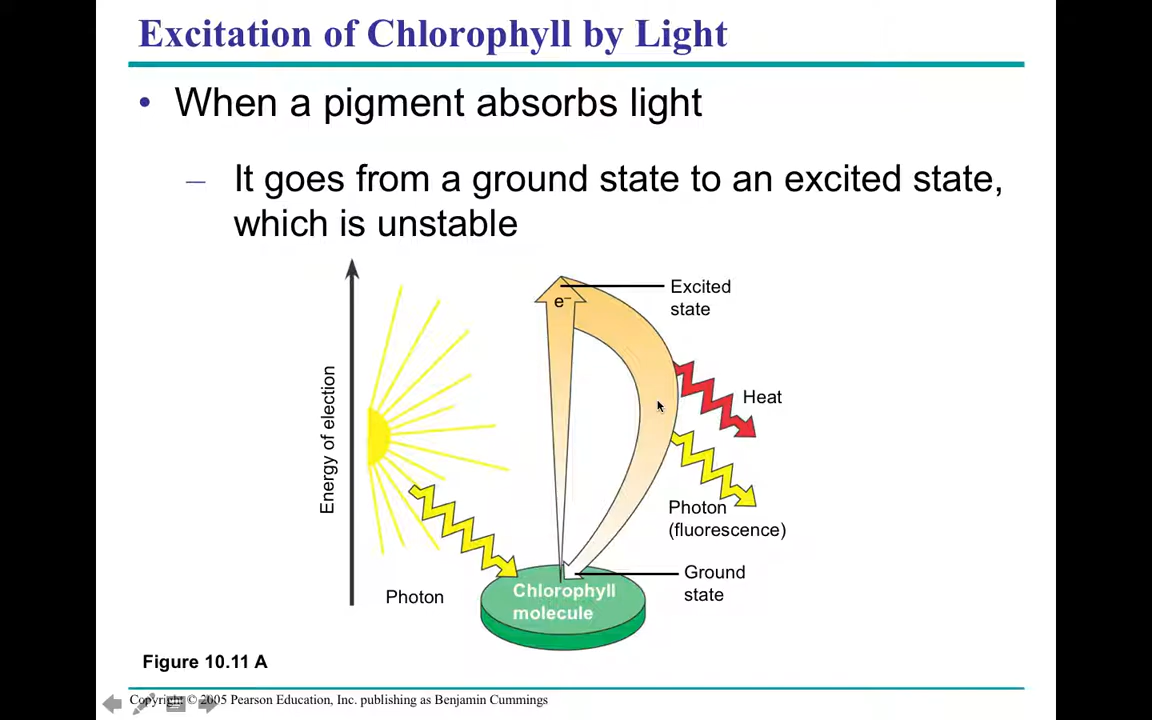 Excitation of Chlorophyll by Light
• When a pigment absorbs light
– It goes from a ground state to an excited state,
which is unstable
Energy of election
e–
Excited
state
Heat
Photon
(fluorescence)
Ground
state
Photon
Chlorophyll
molecule
Figure 10.11 A
Copyright © 2005 Pearson Education, Inc. publishing as Benjamin Cummings